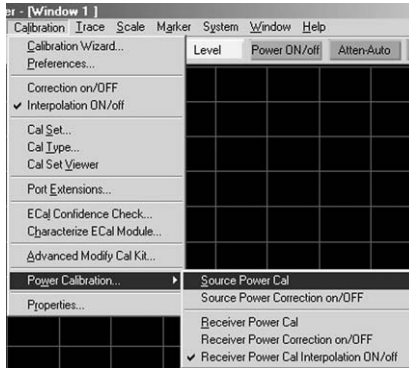 er - [Window 1 ]
Calibration Trace Scale Marker System Window Help
Calibration Wizard...
Preferences...
Level Power ON/off Atten-Auto
Correction on/OFF
Interpolation ON/off
Cal Set...
Cal Type...
Cal Set Viewer
Port Extensions...
ECal Confidence Check...
Characterize ECal Module...
Advanced Modify Cal Kit...
Power Calibration...
Properties...
Source Power Cal
Source Power Correction on/OFF
Receiver Power Cal
Receiver Power Correction on/OFF
Receiver Power Cal Interpolation ON/off